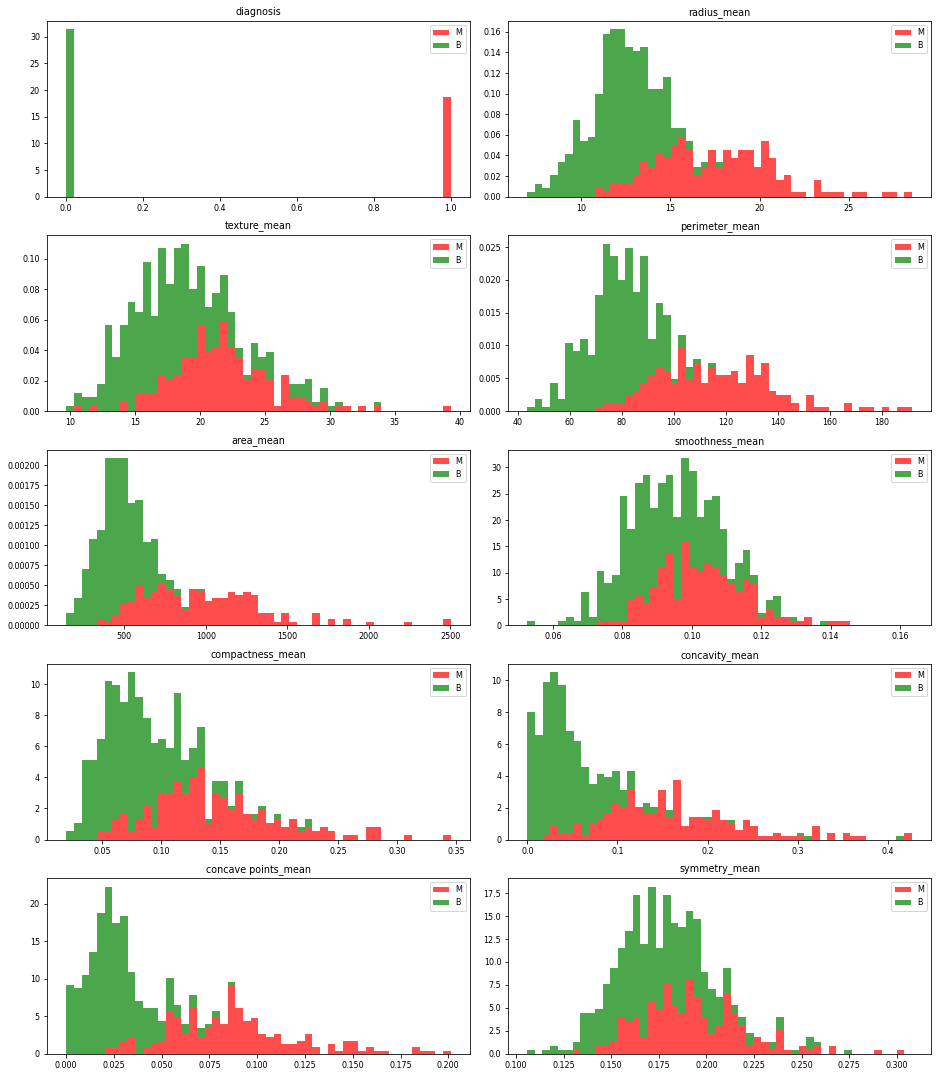 diagnosis
30
25
20
15
10
5
0
0.0 0.2 0.4 0.6 0.8 1.0
M
B
radius_mean
0.16
0.14
0.12
0.10
0.08
0.06
0.04
0.02
0.00
10 15 20 25
M
B
texture_mean
0.10
0.08
0.06
0.04
0.02
0.00
10 15 20 25 30 35 40
M
B
perimeter_mean
0.025
0.020
0.015
0.010
0.005
0.000
40 60 80 100 120 140 160 180
M
B
area_mean
0.00200
0.00175
0.00150
0.00125
0.00100
0.00075
0.00050
0.00025
0.00000
500 1000 1500 2000 2500
M
B
smoothness_mean
30
25
20
15
10
5
0
0.06 0.08 0.10 0.12 0.14 0.16
M
B
compactness_mean
10
8
6
4
2
0
0.05 0.10 0.15 0.20 0.25 0.30 0.35
M
B
concavity_mean
10
8
6
4
2
0
0.0 0.1 0.2 0.3 0.4
M
B
concave points_mean
20
15
10
5
0
0.000 0.025 0.050 0.075 0.100 0.125 0.150 0.175 0.200
M
B
symmetry_mean
17.5
15.0
12.5
10.0
7.5
5.0
2.5
0.0
0.100 0.125 0.150 0.175 0.200 0.225 0.250 0.275 0.300
M
B